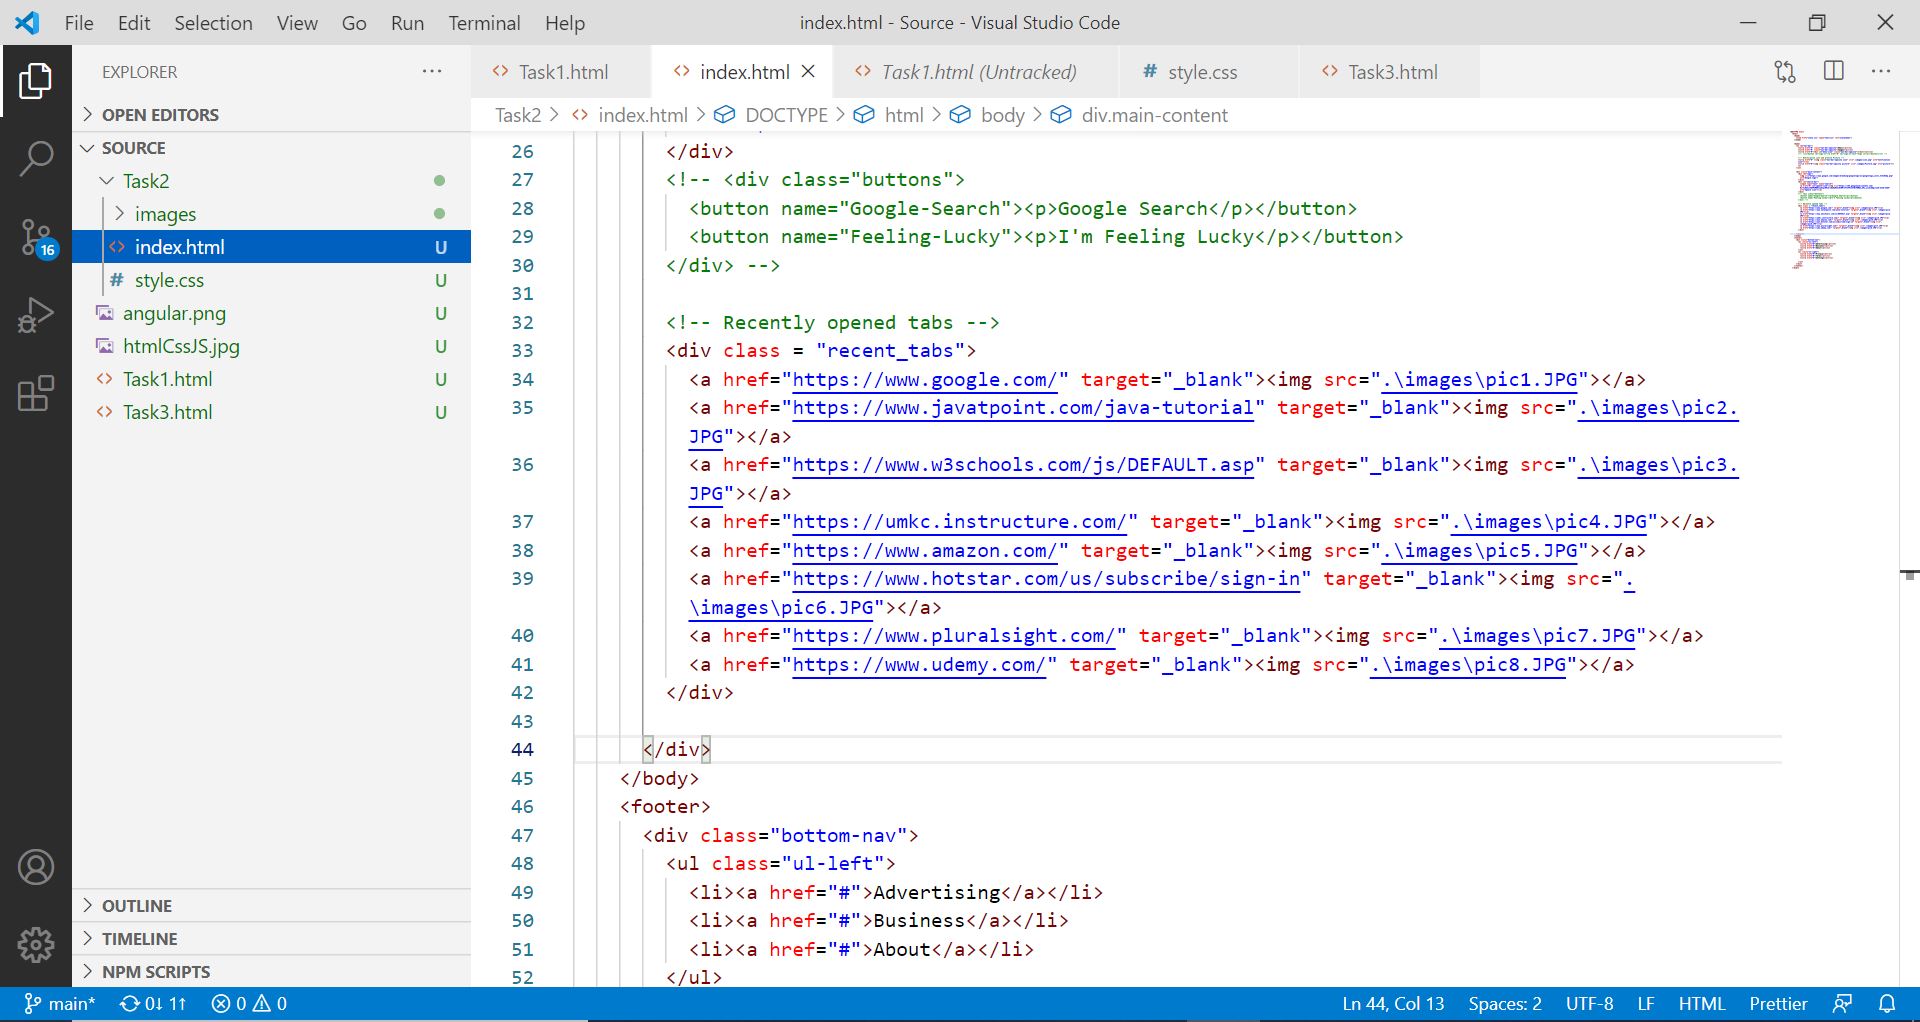 File Edit Selection View Go Run Terminal Help
index.html - Source - Visual Studio Code
EXPLORER
OPEN EDITORS
SOURCE
Task2
images
index.html U
style.css U
angular.png U
htmlCssJS.jpg U
Task1.html U
Task3.html U
16
OUTLINE
TIMELINE
NPM SCRIPTS
Task1.html index.html Task1.html (Untracked) style.css Task3.html
Task2 > index.html > DOCTYPE > html > body > div.main-content
26 </div>
27 <!-- <div class="buttons">
28 <button name="Google-Search"><p>Google Search</p></button>
29 <button name="Feeling-Lucky"><p>I'm Feeling Lucky</p></button>
30 </div> -->
31
32 <!-- Recently opened tabs -->
33 <div class = "recent_tabs">
34 <a href="https://www.google.com/" target="_blank"><img src=".\images\pic1.JPG"></a>
35 <a href="https://www.javatpoint.com/java-tutorial" target="_blank"><img src=".\images\pic2.
JPG"></a>
36 <a href="https://www.w3schools.com/js/DEFAULT.asp" target="_blank"><img src=".\images\pic3.
JPG"></a>
37 <a href="https://umkc.instructure.com/" target="_blank"><img src=".\images\pic4.JPG"></a>
38 <a href="https://www.amazon.com/" target="_blank"><img src=".\images\pic5.JPG"></a>
39 <a href="https://www.hotstar.com/us/subscribe/sign-in" target="_blank"><img src=".
\images\pic6.JPG"></a>
40 <a href="https://www.pluralsight.com/" target="_blank"><img src=".\images\pic7.JPG"></a>
41 <a href="https://www.udemy.com/" target="_blank"><img src=".\images\pic8.JPG"></a>
42 </div>
43
44 </div>
45 </body>
46 <footer>
47 <div class="bottom-nav">
48 <ul class="ul-left">
49 <li><a href="#">Advertising</a></li>
50 <li><a href="#">Business</a></li>
51 <li><a href="#">About</a></li>
52 </ul>
main* 0↓ 1↑ 0 0 Ln 44, Col 13 Spaces: 2 UTF-8 LF HTML Prettier